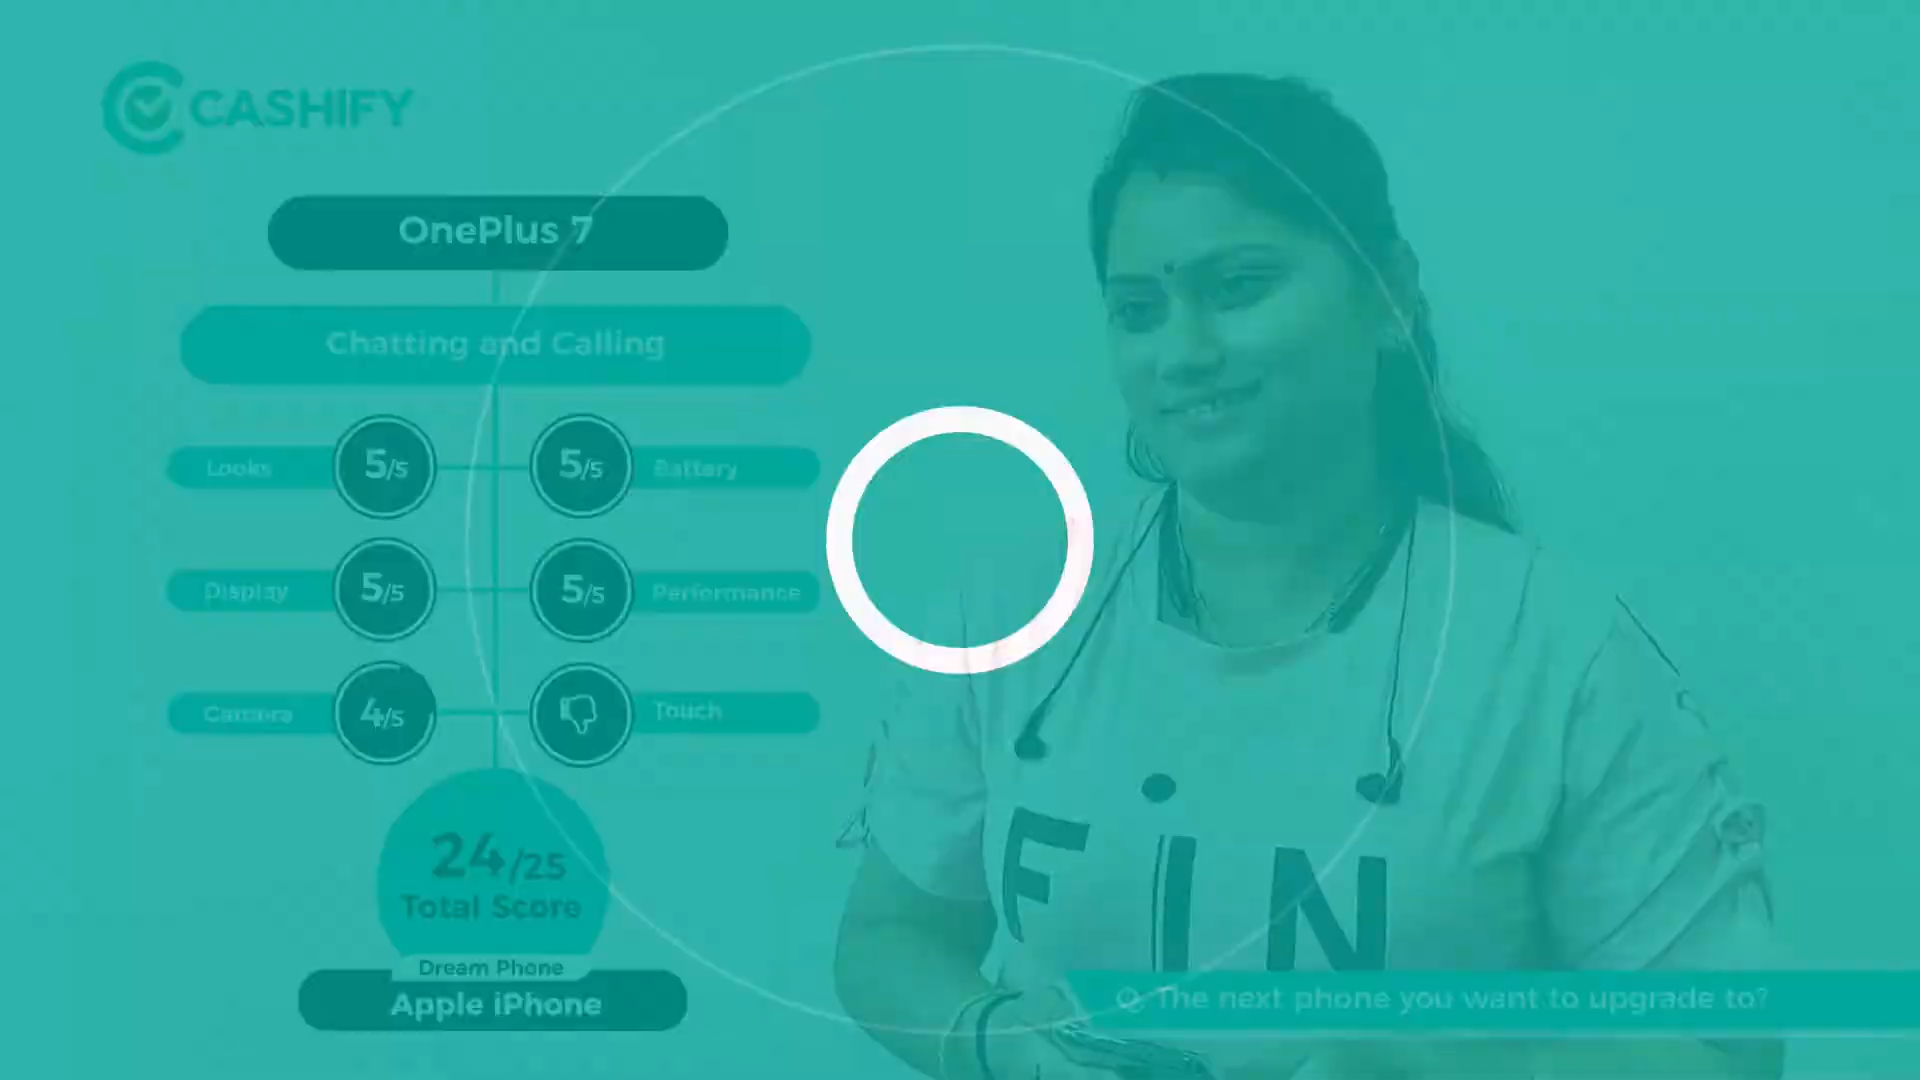 CASHIFY
OnePlus 7
Chatting and Calling
Looks 5/5 5/5 Battery
Display 5/5 5/5 Performance
Camera 4/5 Touch
24/25
Total Score
Dream Phone
Apple iPhone
FIN
Q. The next phone you want to upgrade to?